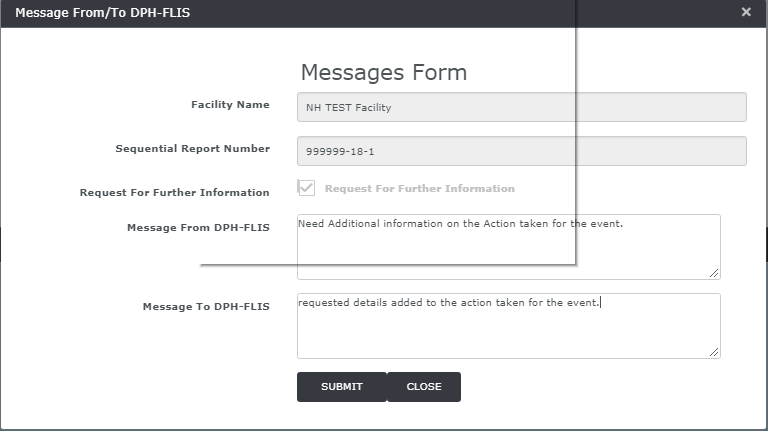 Message From/To DPH-FLIS
Messages Form
Facility Name
NH TEST Facility
Sequential Report Number
999999-18-1
Request For Further Information
Request For Further Information
Message From DPH-FLIS
Need Additional information on the Action taken for the event.
Message To DPH-FLIS
requested details added to the action taken for the event.
SUBMIT
CLOSE